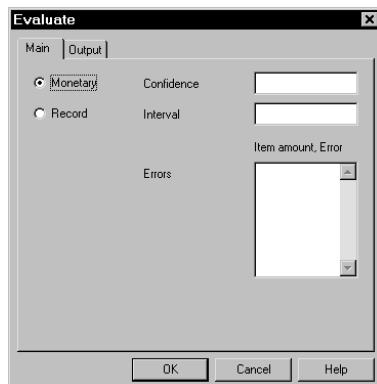 Evaluate
Main Output
Monetary Confidence
Record Interval
Item amount, Error
Errors
OK Cancel Help